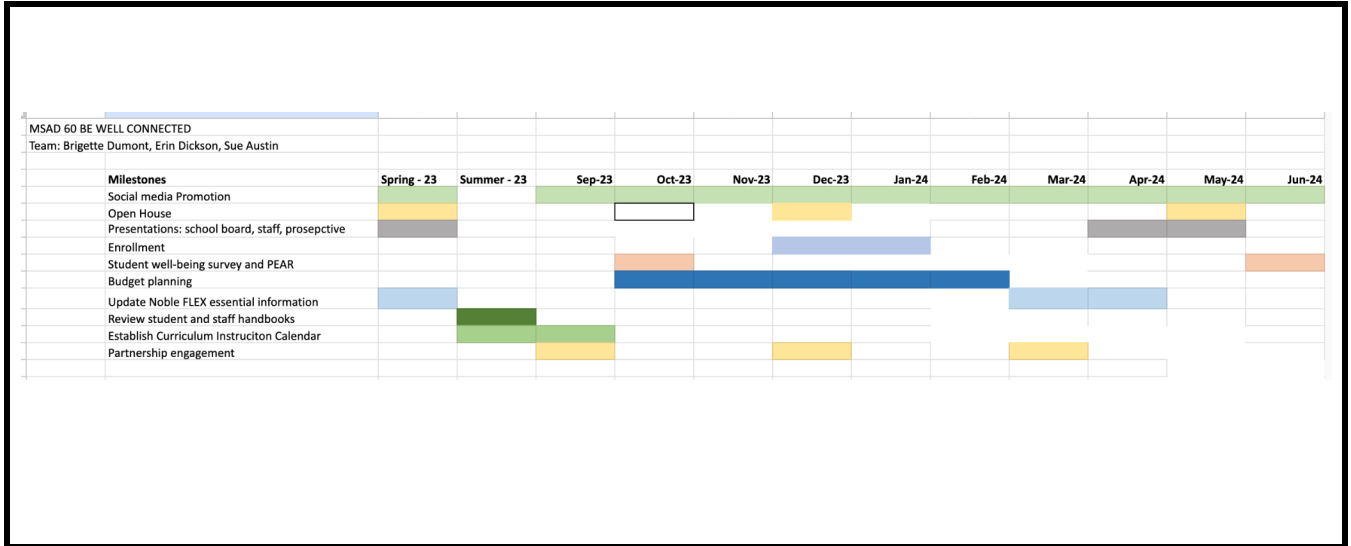 MSAD 60 BE WELL CONNECTED
Team: Brigette Dumont, Erin Dickson, Sue Austin
Milestones Spring - 23 Summer - 23 Sep-23 Oct-23 Nov-23 Dec-23 Jan-24 Feb-24 Mar-24 Apr-24 May-24 Jun-24
Social media Promotion
Open House
Presentations: school board, staff, prosepctive
Enrollment
Student well-being survey and PEAR
Budget planning
Update Noble FLEX essential information
Review student and staff handbooks
Establish Curriculum Instruciton Calendar
Partnership engagement